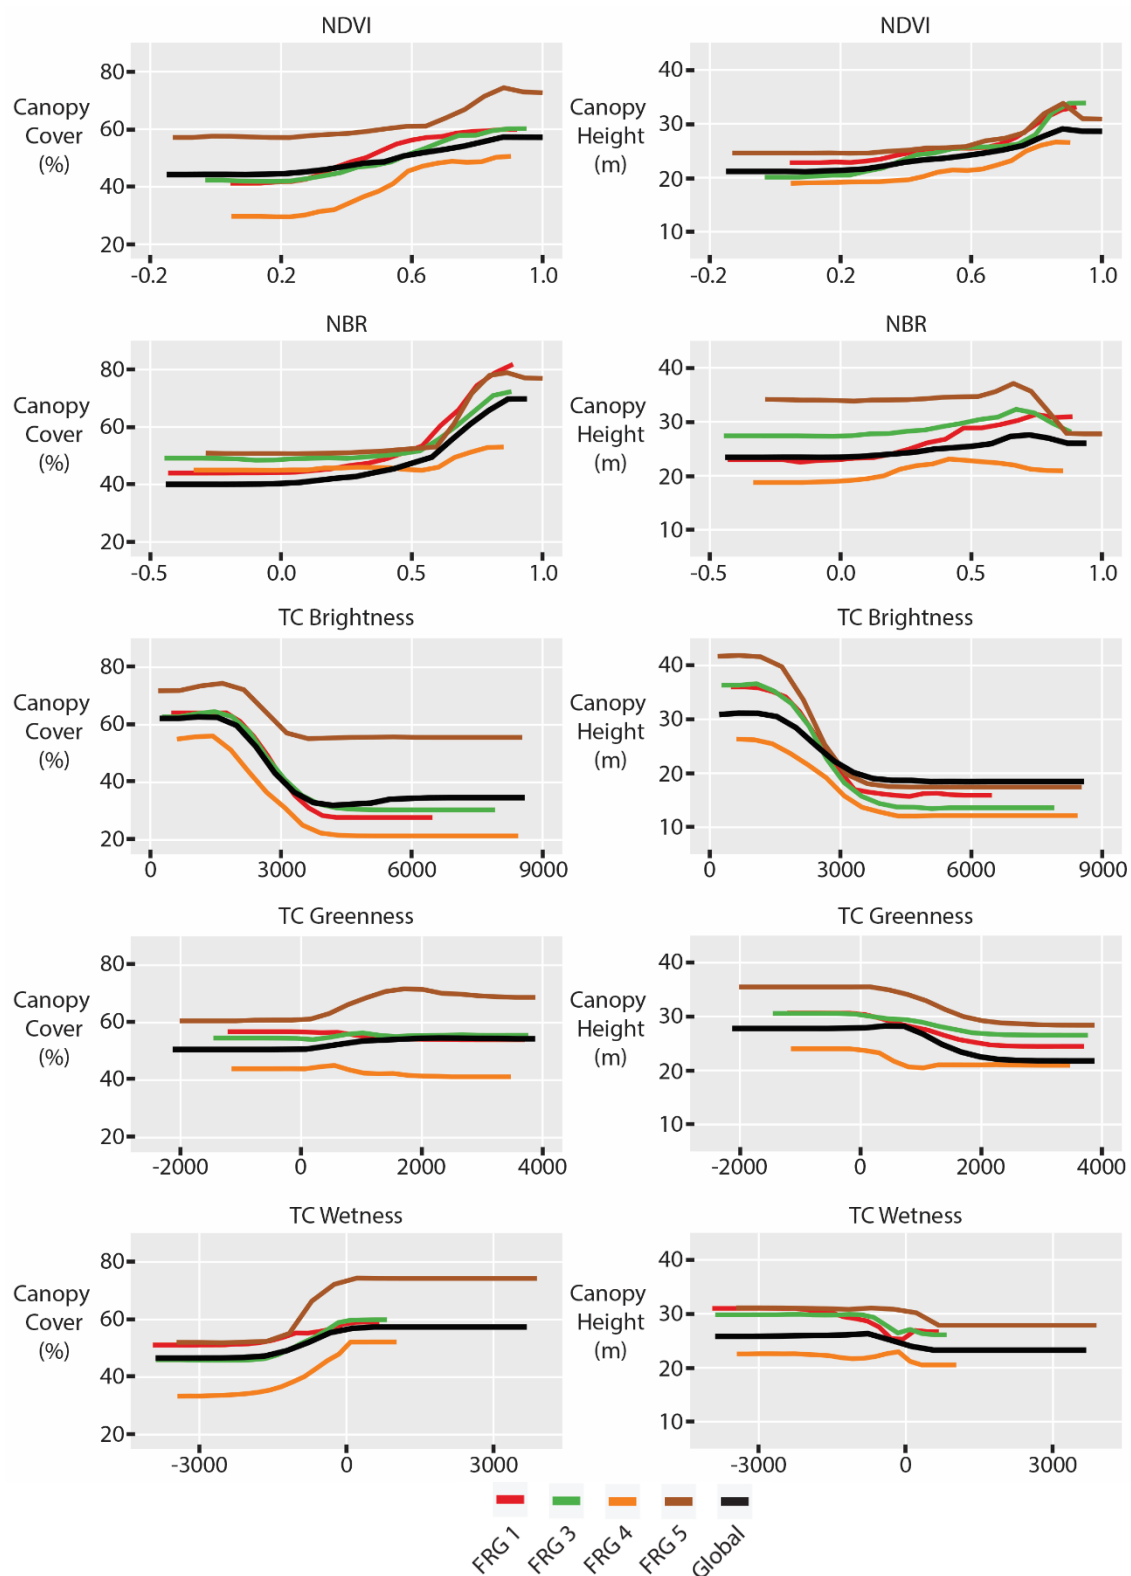 NDVI
NDVI
80
60
40
20
Canopy
Cover
(%)
-0.2
0.2
0.6
1.0
40
30
20
10
Canopy
Height
(m)
-0.2
0.2
0.6
1.0
NBR
NBR
80
60
40
20
Canopy
Cover
(%)
-0.5
0.0
0.5
1.0
40
30
20
10
Canopy
Height
(m)
-0.5
0.0
0.5
1.0
TC Brightness
TC Brightness
80
60
40
20
Canopy
Cover
(%)
0
3000
6000
9000
40
30
20
10
Canopy
Height
(m)
0
3000
6000
9000
TC Greenness
TC Greenness
80
60
40
20
Canopy
Cover
(%)
-2000
0
2000
4000
40
30
20
10
Canopy
Height
(m)
-2000
0
2000
4000
TC Wetness
TC Wetness
80
60
40
20
Canopy
Cover
(%)
-3000
0
3000
40
30
20
10
Canopy
Height
(m)
-3000
0
3000
FRG 1
FRG 3
FRG 4
FRG 5
Global